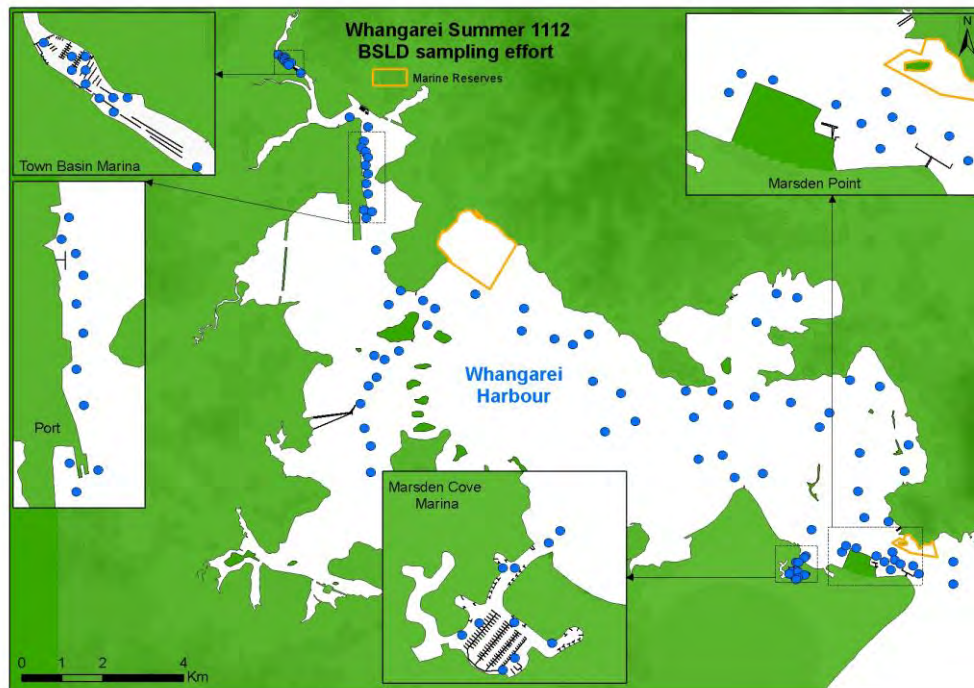 Whangarei Summer 1112
BSLD sampling effort
Marine Reserves
N
Town Basin Marina
Marsden Point
Port
Whangarei
Harbour
Marsden Cove
Marina
0 1 2 4
Km